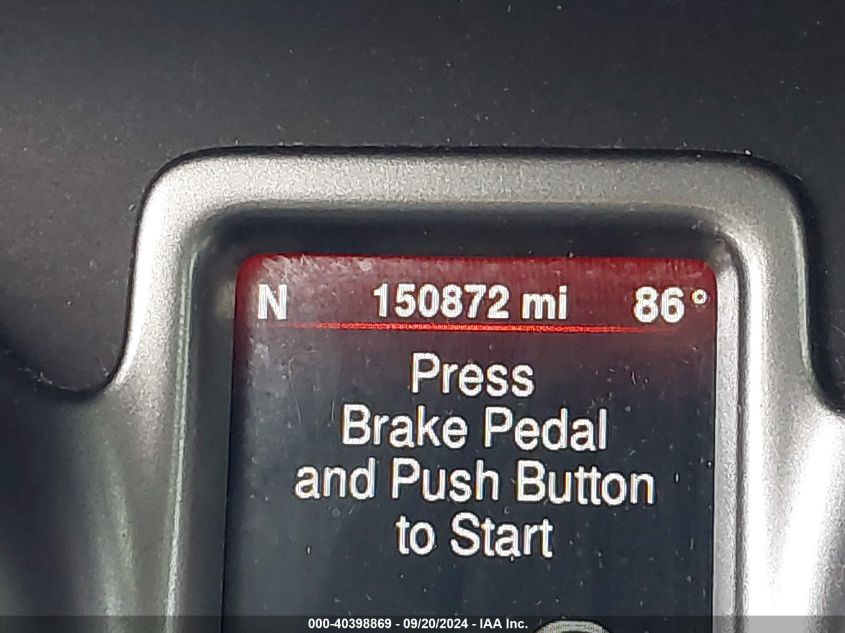 N 150872 mi 86°
Press
Brake Pedal
and Push Button
to Start
000-40398869 - 09/20/2024 - IAA Inc.